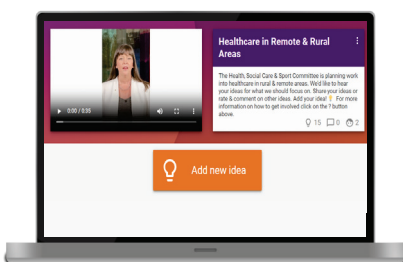 Healthcare in Remote & Rural
Areas
The Health, Social Care & Sport Committee is planning work
into healthcare in rural & remote areas. We'd like to hear
your ideas for what we should focus on. Share your ideas or
rate & comment on other ideas. Add your idea! For more
information on how to get involved click on the ? button
above.
15 0 2
0:00 / 0:35
Add new idea